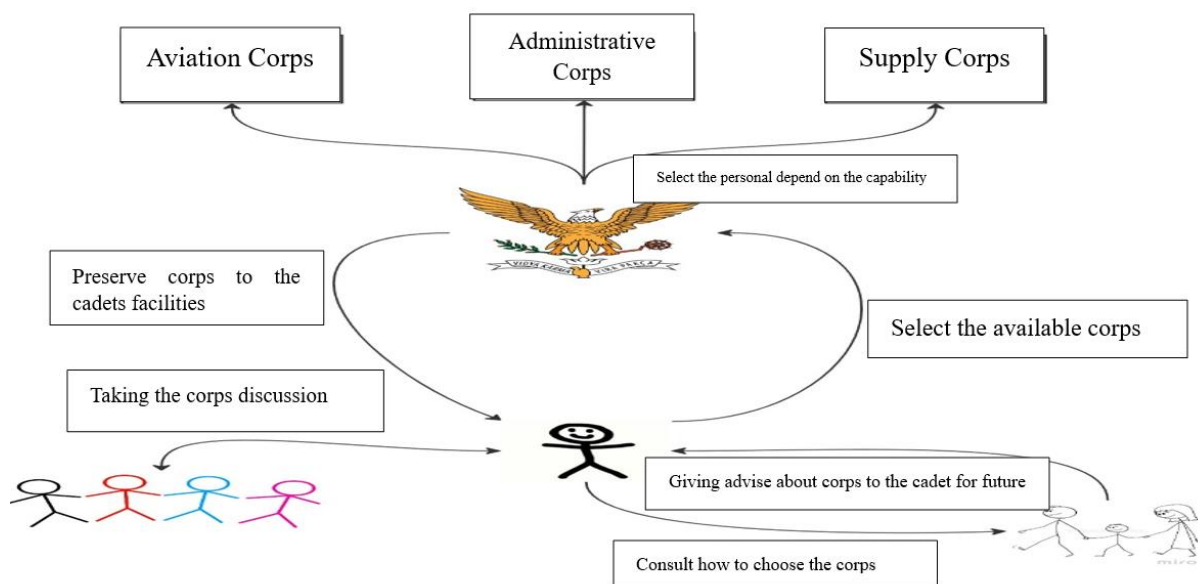 Aviation Corps
Administrative
Corps
Supply Corps
Select the personal depend on the capability
Preserve corps to the
cadets facilities
Select the available corps
Taking the corps discussion
Giving advise about corps to the cadet for future
Consult how to choose the corps
miro